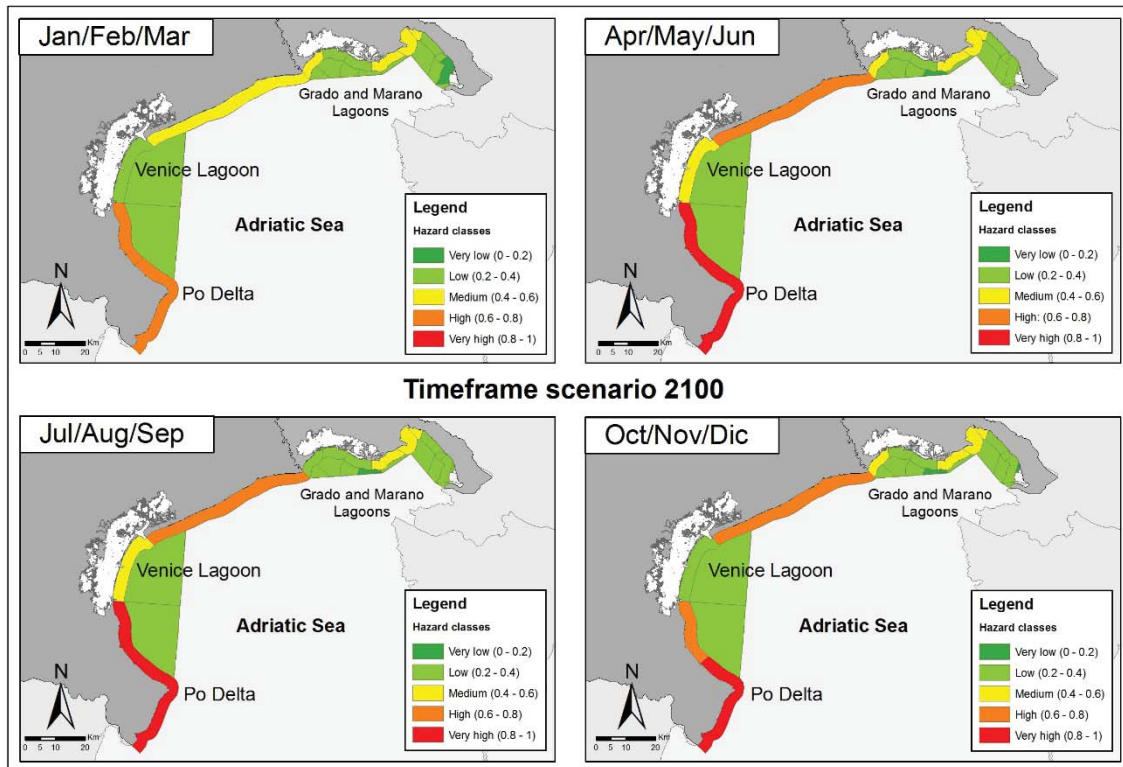 Jan/Feb/Mar
Grado and Marano
Lagoons
Venice Lagoon
Adriatic Sea
Po Delta
N
0 5 10 20
Km
Legend
Hazard classes
Very low (0 - 0.2)
Low (0.2 - 0.4)
Medium (0.4 - 0.6)
High (0.6 - 0.8)
Very high (0.8 - 1)
Apr/May/Jun
Grado and Marano
Lagoons
Venice Lagoon
Adriatic Sea
Po Delta
N
0 5 10 20
Km
Legend
Hazard classes
Very low (0 - 0.2)
Low (0.2 - 0.4)
Medium (0.4 - 0.6)
High: (0.6 - 0.8)
Very high (0.8 - 1)
Timeframe scenario 2100
Jul/Aug/Sep
Grado and Marano
Lagoons
Venice Lagoon
Adriatic Sea
Po Delta
N
0 5 10 20
Km
Legend
Hazard classes
Very low (0 - 0.2)
Low (0.2 - 0.4)
Medium (0.4 - 0.6)
High (0.6 - 0.8)
Very high (0.8 - 1)
Oct/Nov/Dic
Grado and Marano
Lagoons
Venice Lagoon
Adriatic Sea
Po Delta
N
0 5 10 20
Km
Legend
Hazard classes
Very low (0 - 0.2)
Low (0.2 - 0.4)
Medium (0.4 - 0.6)
High (0.6 - 0.8)
Very high (0.8 - 1)